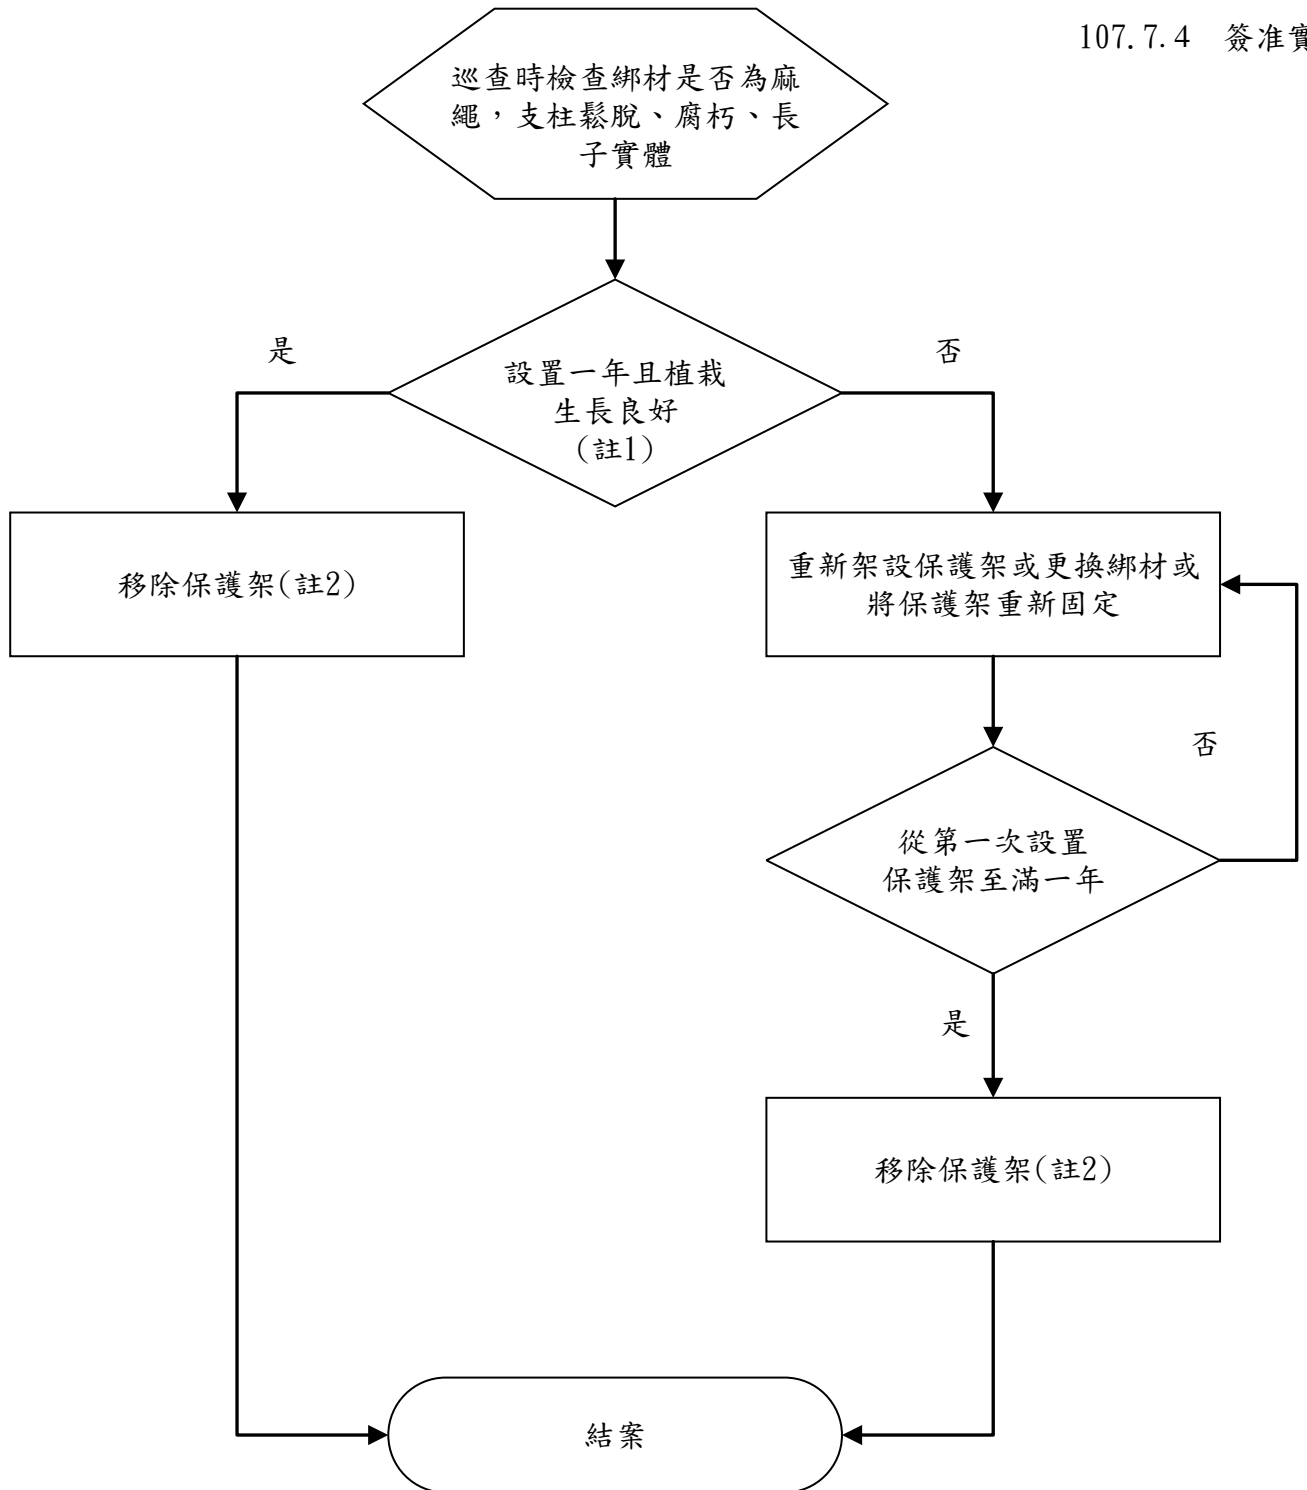 107.7.4 簽准實
巡查時檢查綁材是否為麻
繩，支柱鬆脫、腐朽、長
子實體
是
否
設置一年且植栽
生長良好
(註1)
移除保護架(註2)
重新架設保護架或更換綁材或
將保護架重新固定
否
從第一次設置
保護架至滿一年
是
移除保護架(註2)
結案